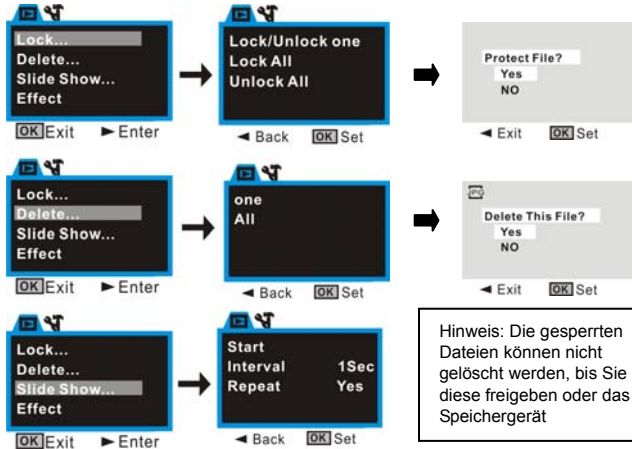 Lock...
Delete...
Slide Show...
Effect
OK Exit ► Enter
Lock/Unlock one
Lock All
Unlock All
◄ Back OK Set
Protect File?
Yes
NO
◄ Exit OK Set
Lock...
Delete...
Slide Show...
Effect
OK Exit ► Enter
one
All
◄ Back OK Set
JPG
Delete This File?
Yes
NO
◄ Exit OK Set
Lock...
Delete...
Slide Show...
Effect
OK Exit ► Enter
Start
Interval 1Sec
Repeat Yes
◄ Back OK Set
Hinweis: Die gesperrten
Dateien können nicht
gelöscht werden, bis Sie
diese freigeben oder das
Speichergerät